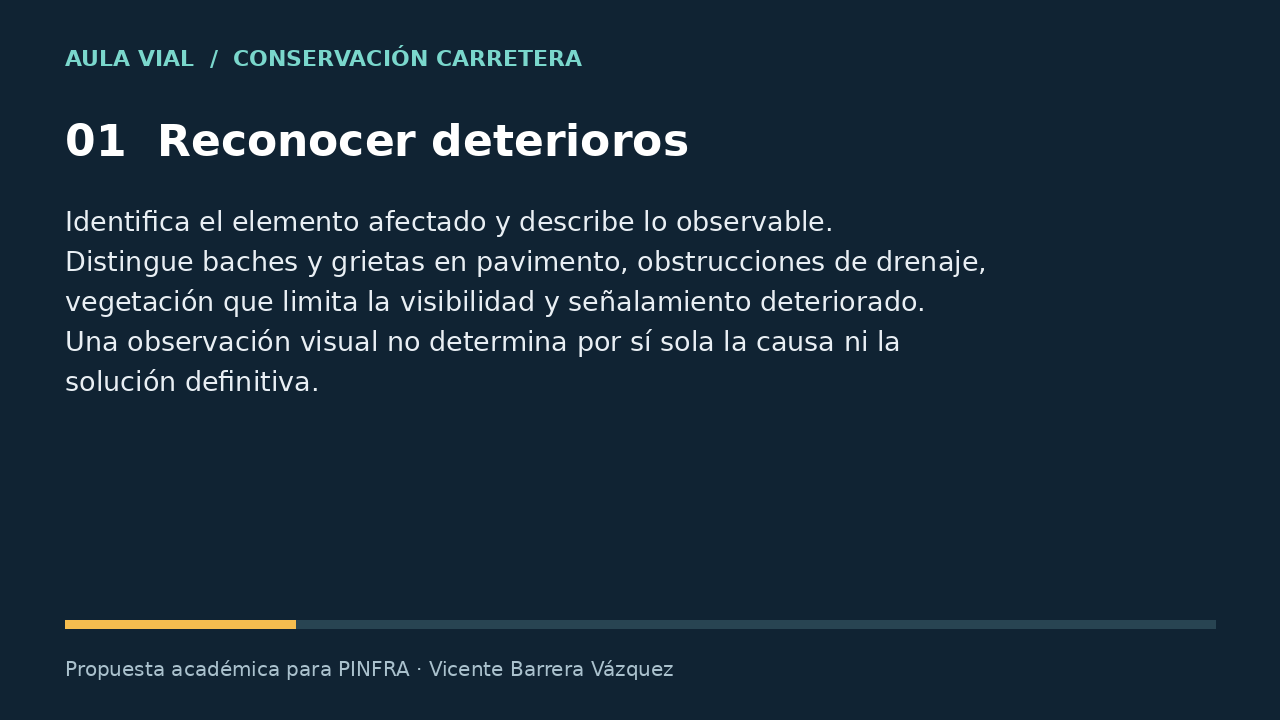 AULA VIAL / CONSERVACIÓN CARRETERA
01 Reconocer deterioros
Identifica el elemento afectado y describe lo observable.
Distingue baches y grietas en pavimento, obstrucciones de drenaje,
vegetación que limita la visibilidad y señalamiento deteriorado.
Una observación visual no determina por sí sola la causa ni la
solución definitiva.
Propuesta académica para PINFRA · Vicente Barrera Vázquez